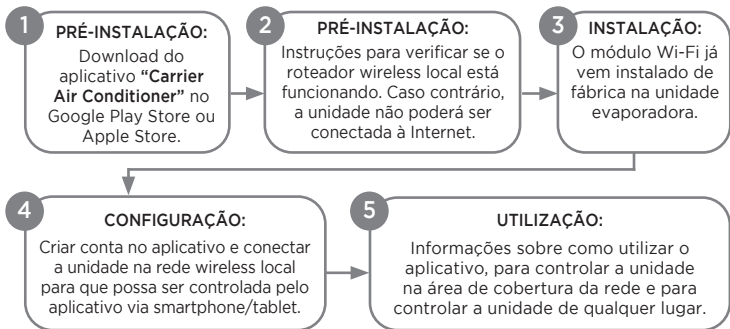 1
PRÉ-INSTALAÇÃO:
Download do
aplicativo “Carrier
Air Conditioner” no
Google Play Store ou
Apple Store.
2
PRÉ-INSTALAÇÃO:
Instruções para verificar se o
roteador wireless local está
funcionando. Caso contrário,
a unidade não poderá ser
conectada à Internet.
3
INSTALAÇÃO:
O módulo Wi-Fi já
vem instalado de
fábrica na unidade
evaporadora.
4
CONFIGURAÇÃO:
Criar conta no aplicativo e conectar
a unidade na rede wireless local
para que possa ser controlada pelo
aplicativo via smartphone/tablet.
5
UTILIZAÇÃO:
Informações sobre como utilizar o
aplicativo, para controlar a unidade
na área de cobertura da rede e para
controlar a unidade de qualquer lugar.